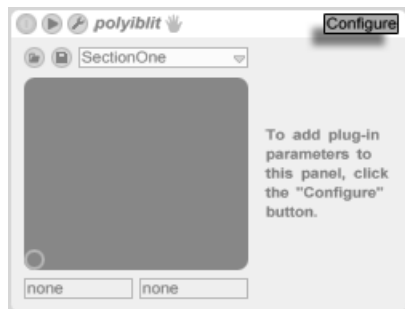 polyiblit
Configure
SectionOne
To add plug-in
parameters to
this panel, click
the "Configure"
button.
none
none